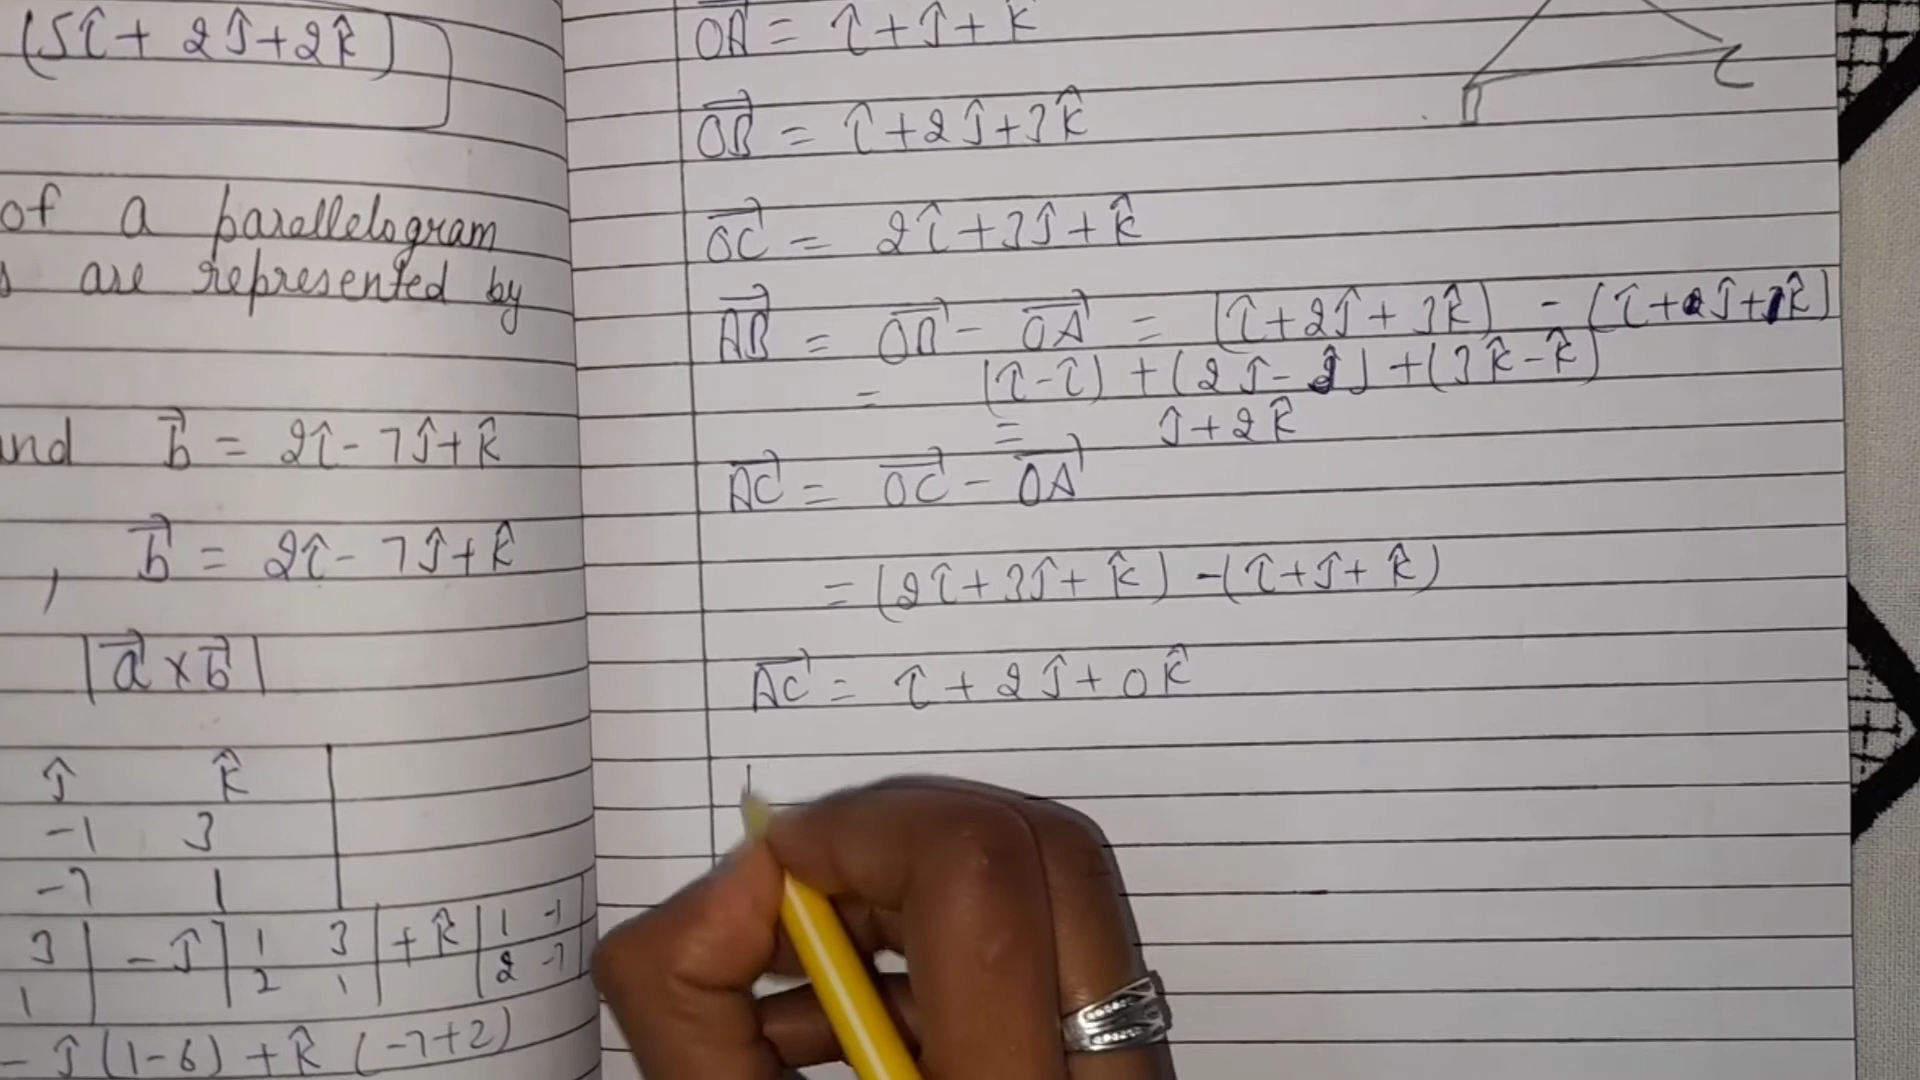 (5î + 2ĵ + 2k̂)
of a parallelogram
s are represented by
and b⃗ = 2î - 7ĵ + k̂
, b⃗ = 2î - 7ĵ + k̂
|a⃗ × b⃗|
ĵ k̂
-1 3
-7 1
3 | - ĵ | 1 3 | + k̂ | 1 -1
1 | | 2 1 | | 2 -7
- ĵ (1-6) + k̂ (-7+2)
OA⃗ = î + ĵ + k̂
OB⃗ = î + 2ĵ + 3k̂
OC⃗ = 2î + 3ĵ + k̂
AB⃗ = OB⃗ - OA⃗ = (î + 2ĵ + 3k̂) - (î + ĵ + k̂)
= (î - î) + (2ĵ - ĵ) + (3k̂ - k̂)
= ĵ + 2k̂
AC⃗ = OC⃗ - OA⃗
= (2î + 3ĵ + k̂) - (î + ĵ + k̂)
AC⃗ = î + 2ĵ + 0k̂
C